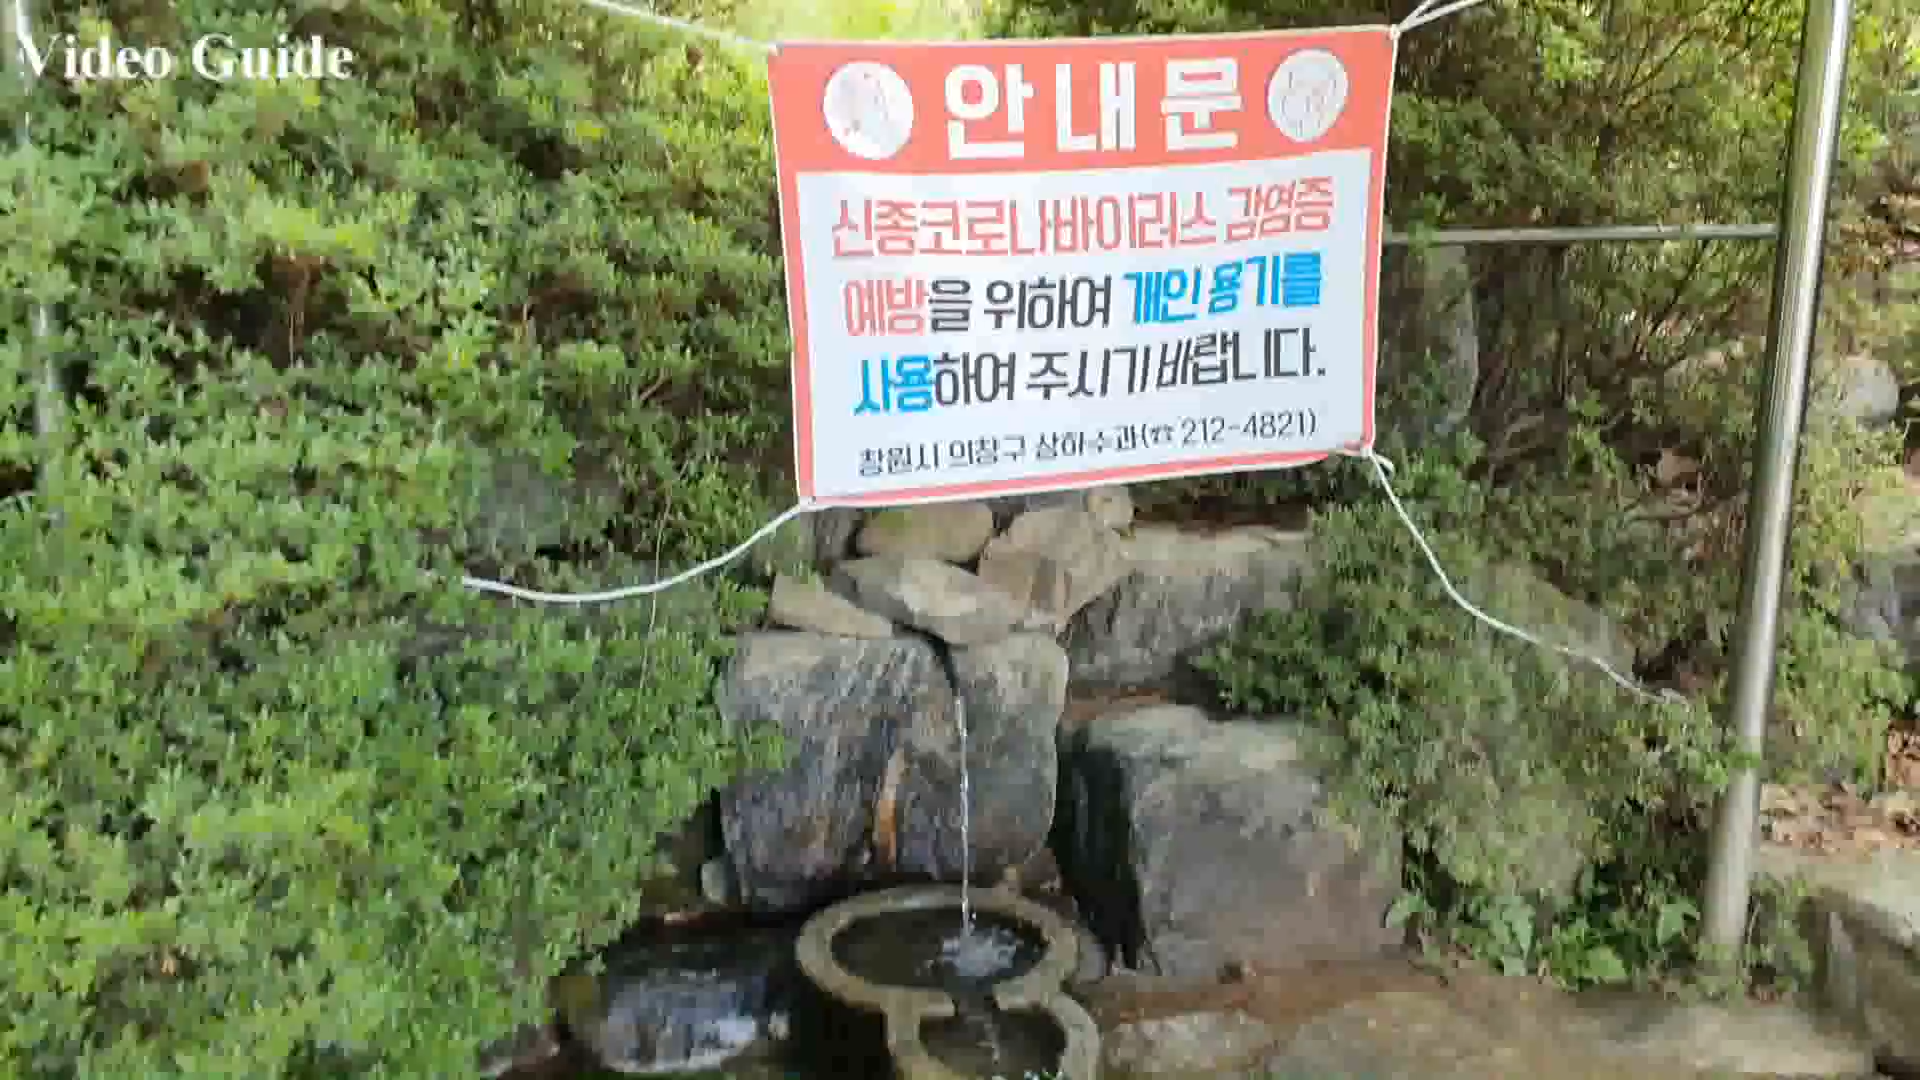 Video Guide
안내문
신종코로나바이러스 감염증
예방을 위하여 개인 용기를
사용하여 주시기 바랍니다.
창원시 의창구 상하수과(☎ 212-4821)